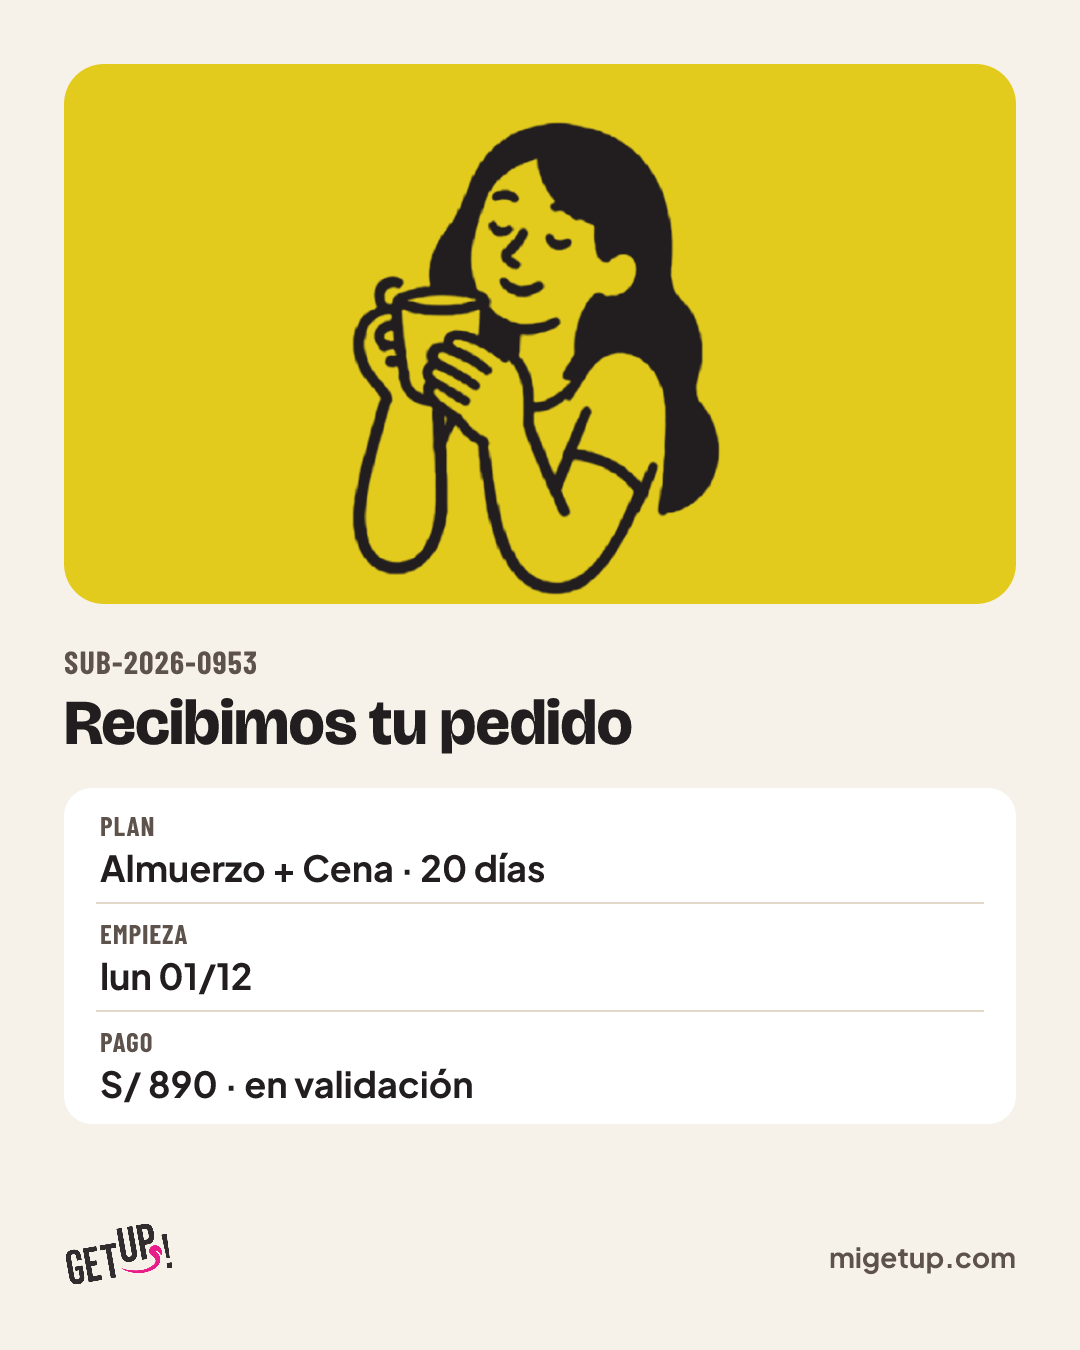 SUB-2026-0953
Recibimos tu pedido
PLAN
Almuerzo + Cena · 20 días
EMPIEZA
lun 01/12
PAGO
S/ 890 · en validación
GETUP!
migetup.com